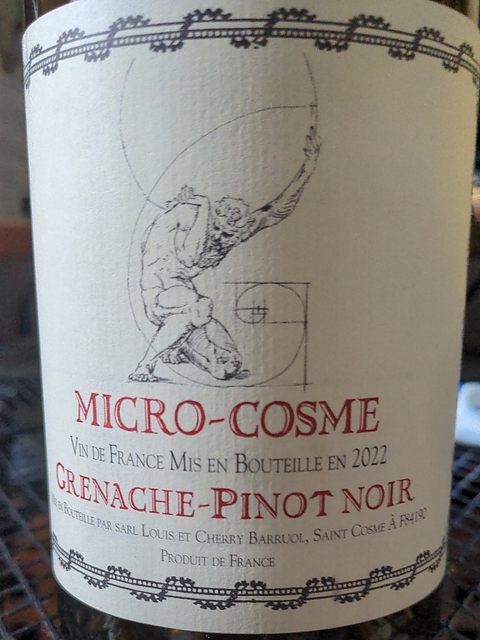 MICRO-COSME
VIN DE FRANCE MIS EN BOUTEILLE EN 2022
GRENACHE-PINOT NOIR
EN BOUTEILLE PAR SARL LOUIS ET CHERRY BARRUOL, SAINT COSME À F84190
PRODUIT DE FRANCE